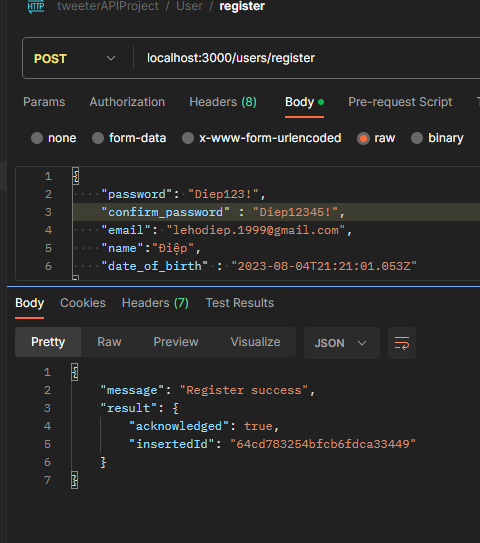 HTTP tweeterAPIProject / User / register
POST localhost:3000/users/register
Params Authorization Headers (8) Body Pre-request Script
none form-data x-www-form-urlencoded raw binary
1 {
2 "password": "Diep123!",
3 "confirm_password" : "Diep12345!",
4 "email": "lehodiep.1999@gmail.com",
5 "name":"Điệp",
6 "date_of_birth" : "2023-08-04T21:21:01.053Z"
Body Cookies Headers (7) Test Results
Pretty Raw Preview Visualize JSON
1 {
2 "message": "Register success",
3 "result": {
4 "acknowledged": true,
5 "insertedId": "64cd783254bfcb6fdca33449"
6 }
7 }